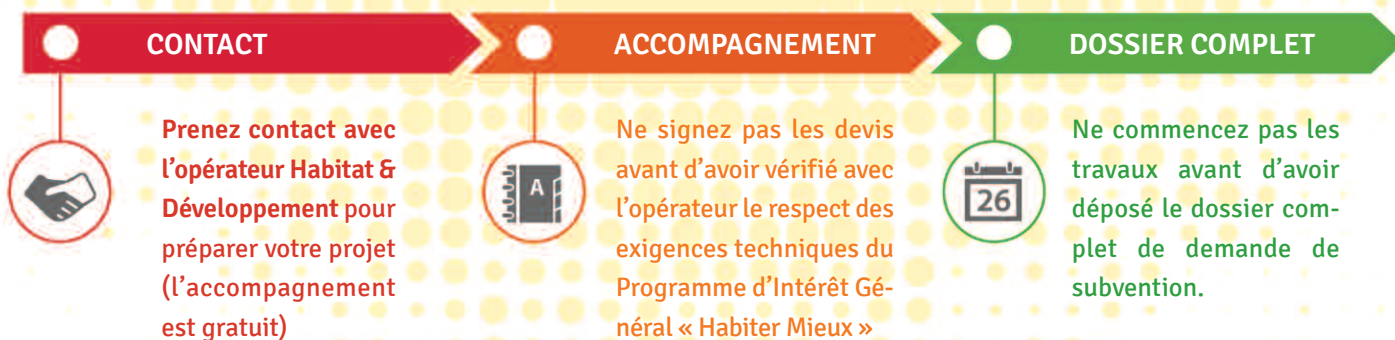 CONTACT
Prenez contact avec
l'opérateur Habitat &
Développement pour
préparer votre projet
(l'accompagnement
est gratuit)
ACCOMPAGNEMENT
A
Ne signez pas les devis
avant d'avoir vérifié avec
l'opérateur le respect des
exigences techniques du
Programme d'Intérêt Gé-
néral « Habiter Mieux »
DOSSIER COMPLET
26
Ne commencez pas les
travaux avant d'avoir
déposé le dossier com-
plet de demande de
subvention.